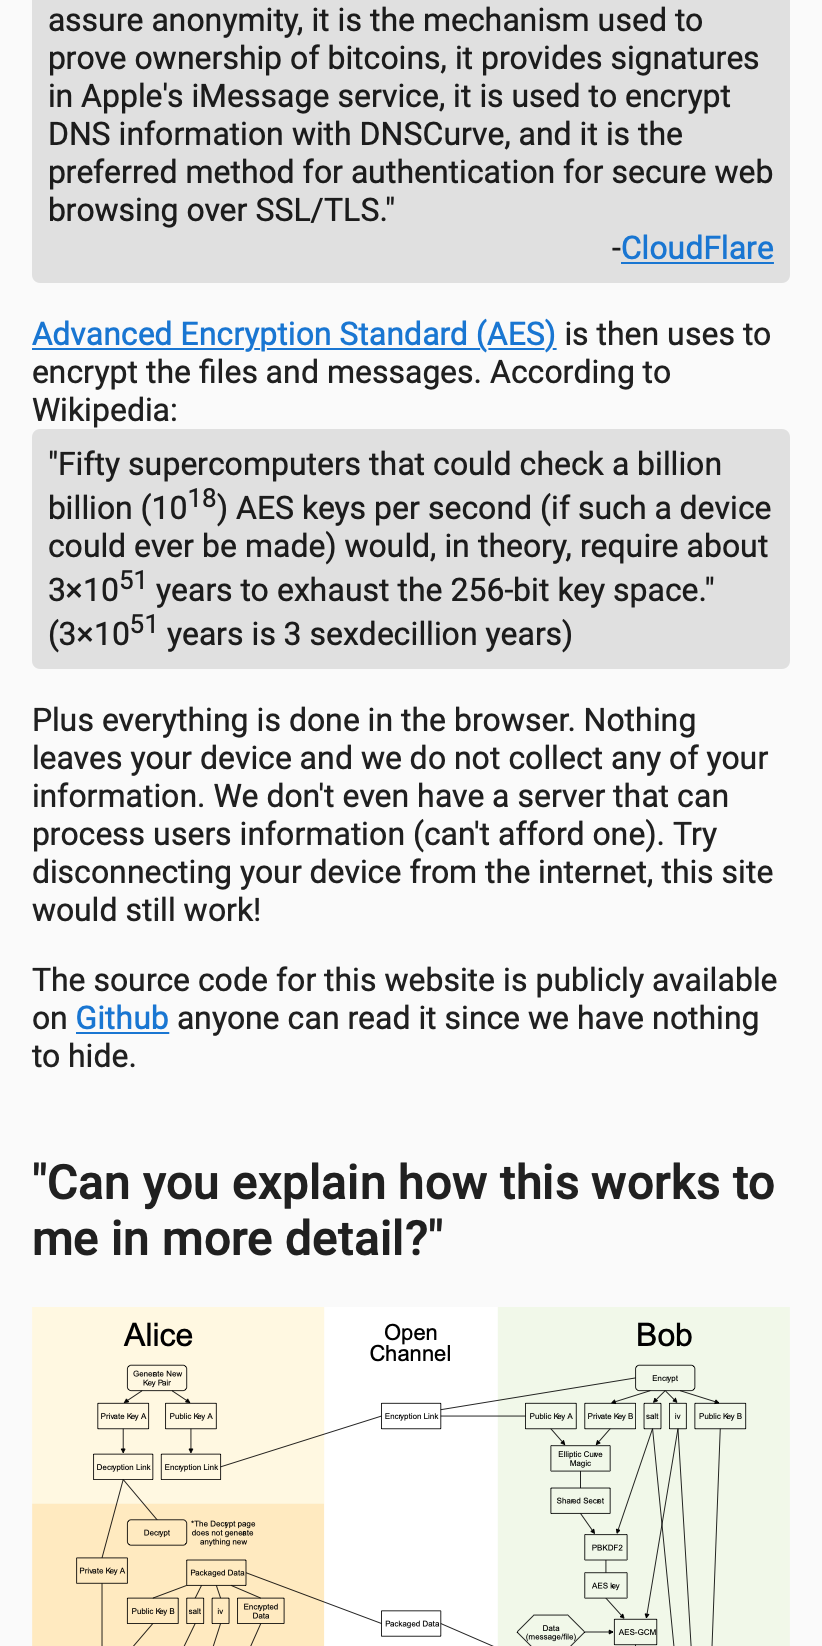 assure anonymity, it is the mechanism used to
prove ownership of bitcoins, it provides signatures
in Apple's iMessage service, it is used to encrypt
DNS information with DNSCurve, and it is the
preferred method for authentication for secure web
browsing over SSL/TLS."
-CloudFlare
Advanced Encryption Standard (AES) is then uses to
encrypt the files and messages. According to
Wikipedia:
"Fifty supercomputers that could check a billion
billion (10^18) AES keys per second (if such a device
could ever be made) would, in theory, require about
3×10^51 years to exhaust the 256-bit key space."
(3×10^51 years is 3 sexdecillion years)
Plus everything is done in the browser. Nothing
leaves your device and we do not collect any of your
information. We don't even have a server that can
process users information (can't afford one). Try
disconnecting your device from the internet, this site
would still work!
The source code for this website is publicly available
on Github anyone can read it since we have nothing
to hide.
"Can you explain how this works to
me in more detail?"
Alice
Generate New
Key Pair
Private Key A
Public Key A
Decryption Link
Encryption Link
Decrypt
*The Decrypt page
does not generate
anything new
Private Key A
Packaged Data
Public Key B
salt
iv
Encrypted
Data
Open
Channel
Encryption Link
Packaged Data
Bob
Encrypt
Public Key A
Private Key B
salt
iv
Public Key B
Elliptic Curve
Magic
Shared Secret
PBKDF2
AES key
Data
(message/file)
AES-GCM